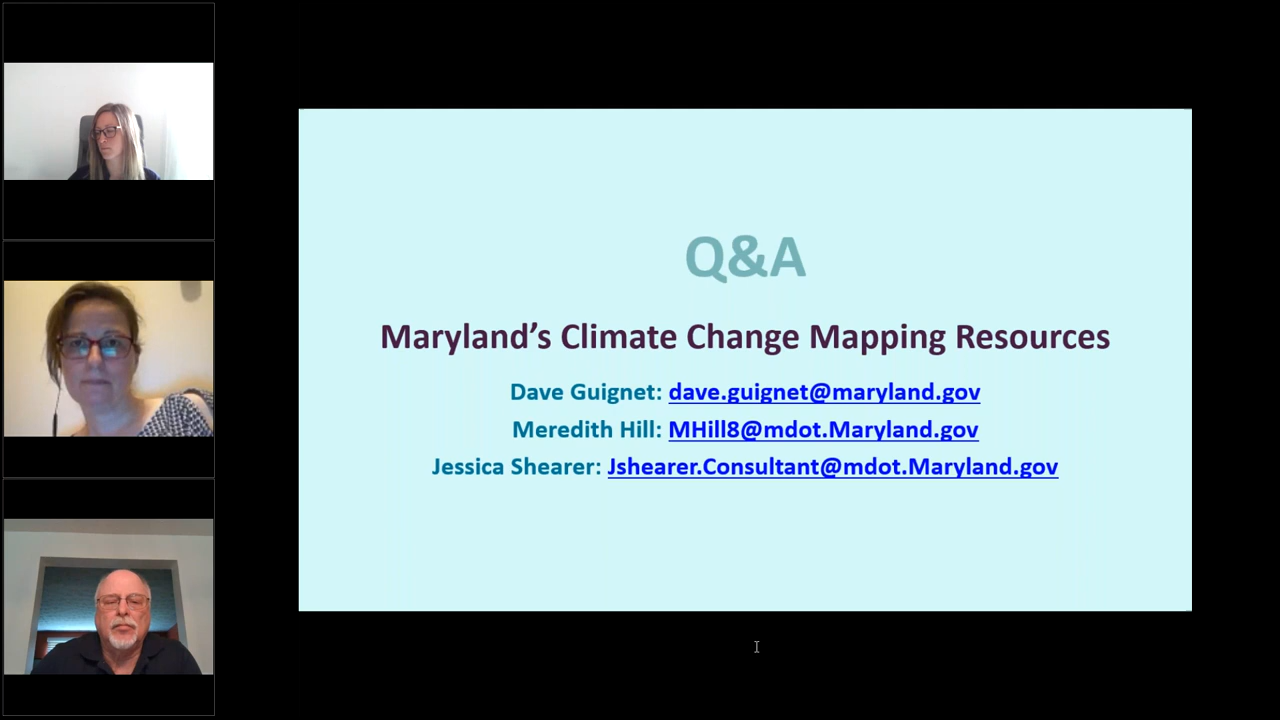 Q&A
Maryland’s Climate Change Mapping Resources
Dave Guignet: dave.guignet@maryland.gov
Meredith Hill: MHill8@mdot.Maryland.gov
Jessica Shearer: Jshearer.Consultant@mdot.Maryland.gov